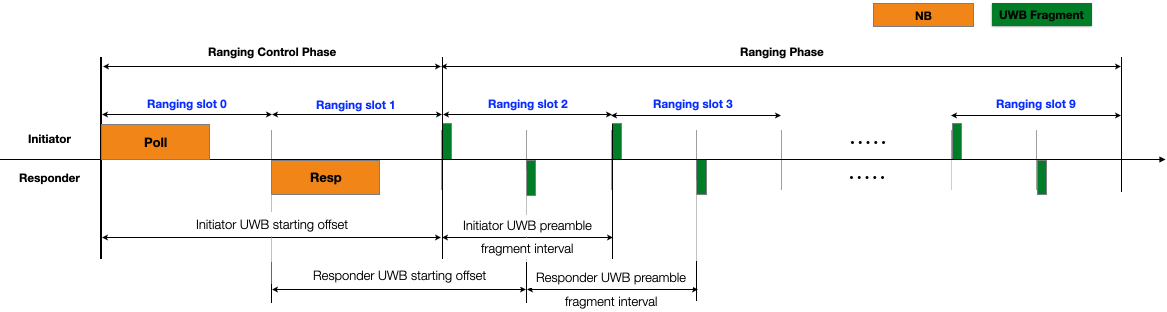 NB
UWB Fragment
Ranging Control Phase
Ranging Phase
Ranging slot 0
Ranging slot 1
Ranging slot 2
Ranging slot 3
Ranging slot 9
Initiator
Poll
.....
Responder
Resp
.....
Initiator UWB starting offset
Initiator UWB preamble
fragment interval
Responder UWB starting offset
Responder UWB preamble
fragment interval